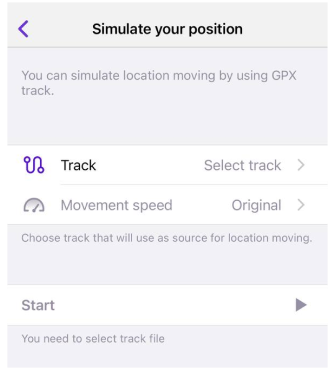 Simulate your position
You can simulate location moving by using GPX
track.
Track Select track
Movement speed Original
Choose track that will use as source for location moving.
Start
You need to select track file